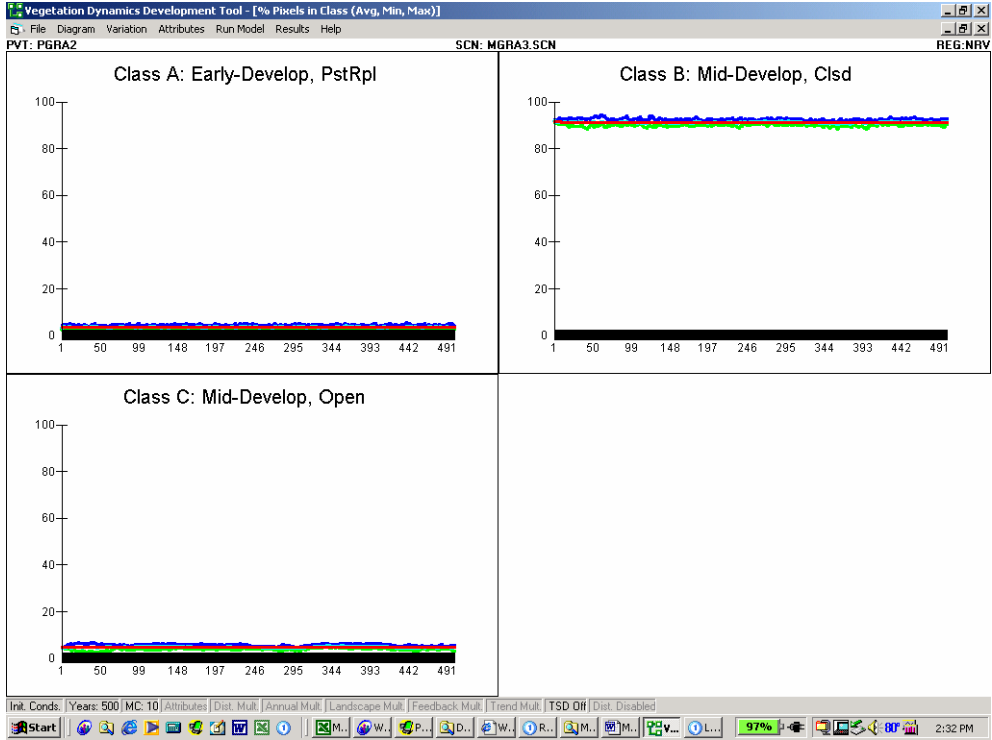 Vegetation Dynamics Development Tool - [% Pixels in Class (Avg, Min, Max)]
File Diagram Variation Attributes Run Model Results Help
PVT: PGRA2 SCN: MGRA3.SCN REG:NRV
Class A: Early-Develop, PstRpl
100
80
60
40
20
0
1 50 99 148 197 246 295 344 393 442 491
Class B: Mid-Develop, Clsd
100
80
60
40
20
0
1 50 99 148 197 246 295 344 393 442 491
Class C: Mid-Develop, Open
100
80
60
40
20
0
1 50 99 148 197 246 295 344 393 442 491
Init. Conds. Years: 500 MC: 10 Attributes Dist. Mult Annual Mult Landscape Mult. Feedback Mult Trend Mult. TSD Off Dist. Disabled
Start M.. W.. P... D.. W.. R... M.. M.. V... L... 97% 80° 2:32 PM